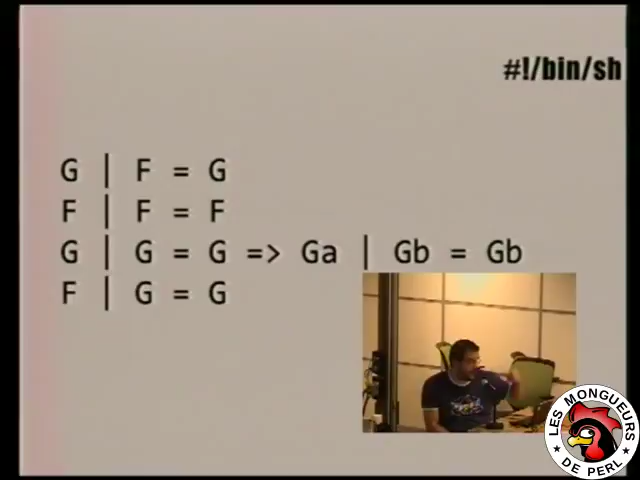 #!/bin/sh
G | F = G
F | F = F
G | G = G => Ga | Gb = Gb
F | G = G
LES MONGUEURS
★ DE PERL ★